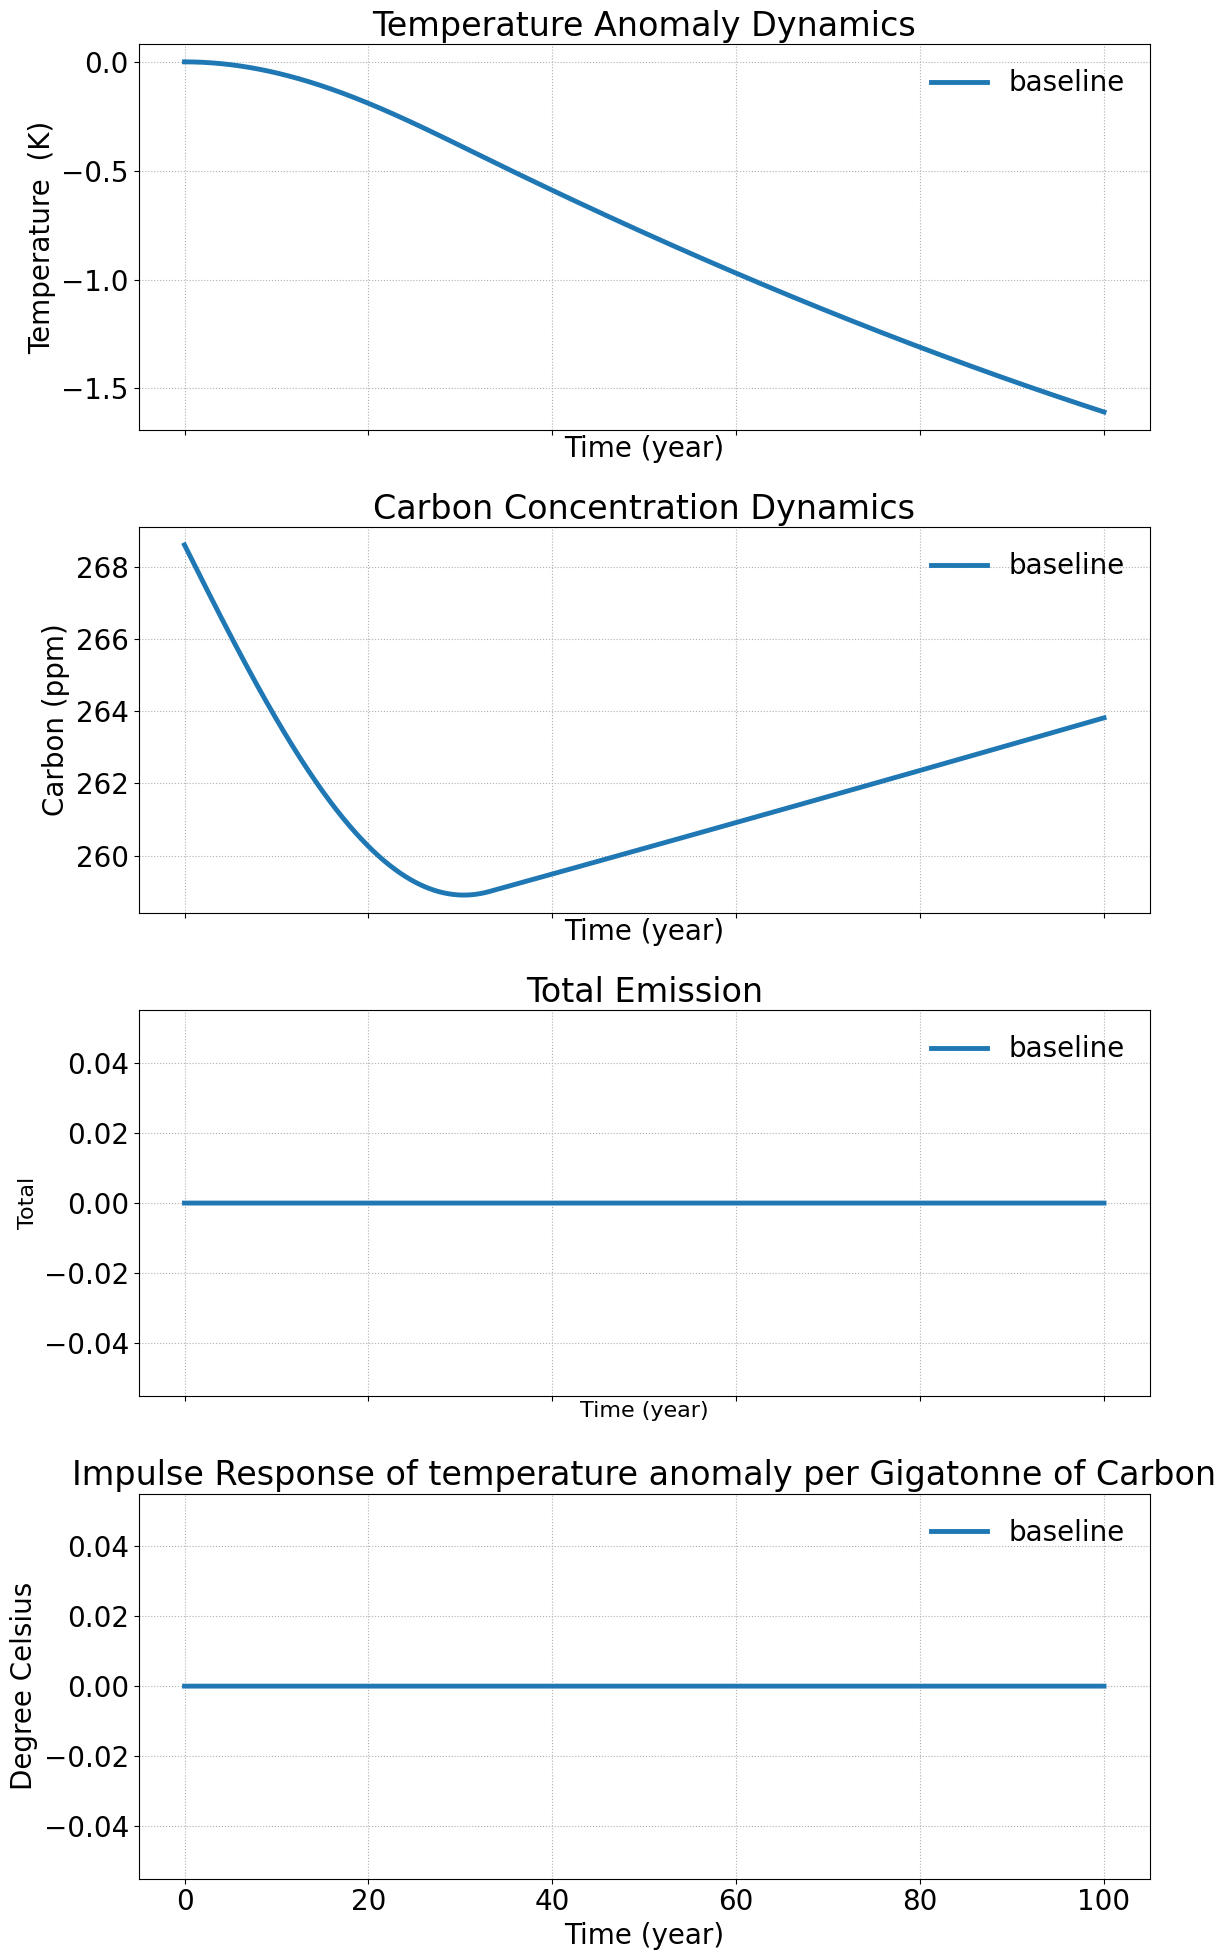 Temperature Anomaly Dynamics
Temperature  (K)
0.0
−0.5
−1.0
−1.5
baseline
Time (year)
Carbon Concentration Dynamics
Carbon (ppm)
268
266
264
262
260
baseline
Time (year)
Total Emission
Total
0.04
0.02
0.00
−0.02
−0.04
baseline
Time (year)
Impulse Response of temperature anomaly per Gigatonne of Carbon
Degree Celsius
0.04
0.02
0.00
−0.02
−0.04
baseline
0 20 40 60 80 100
Time (year)